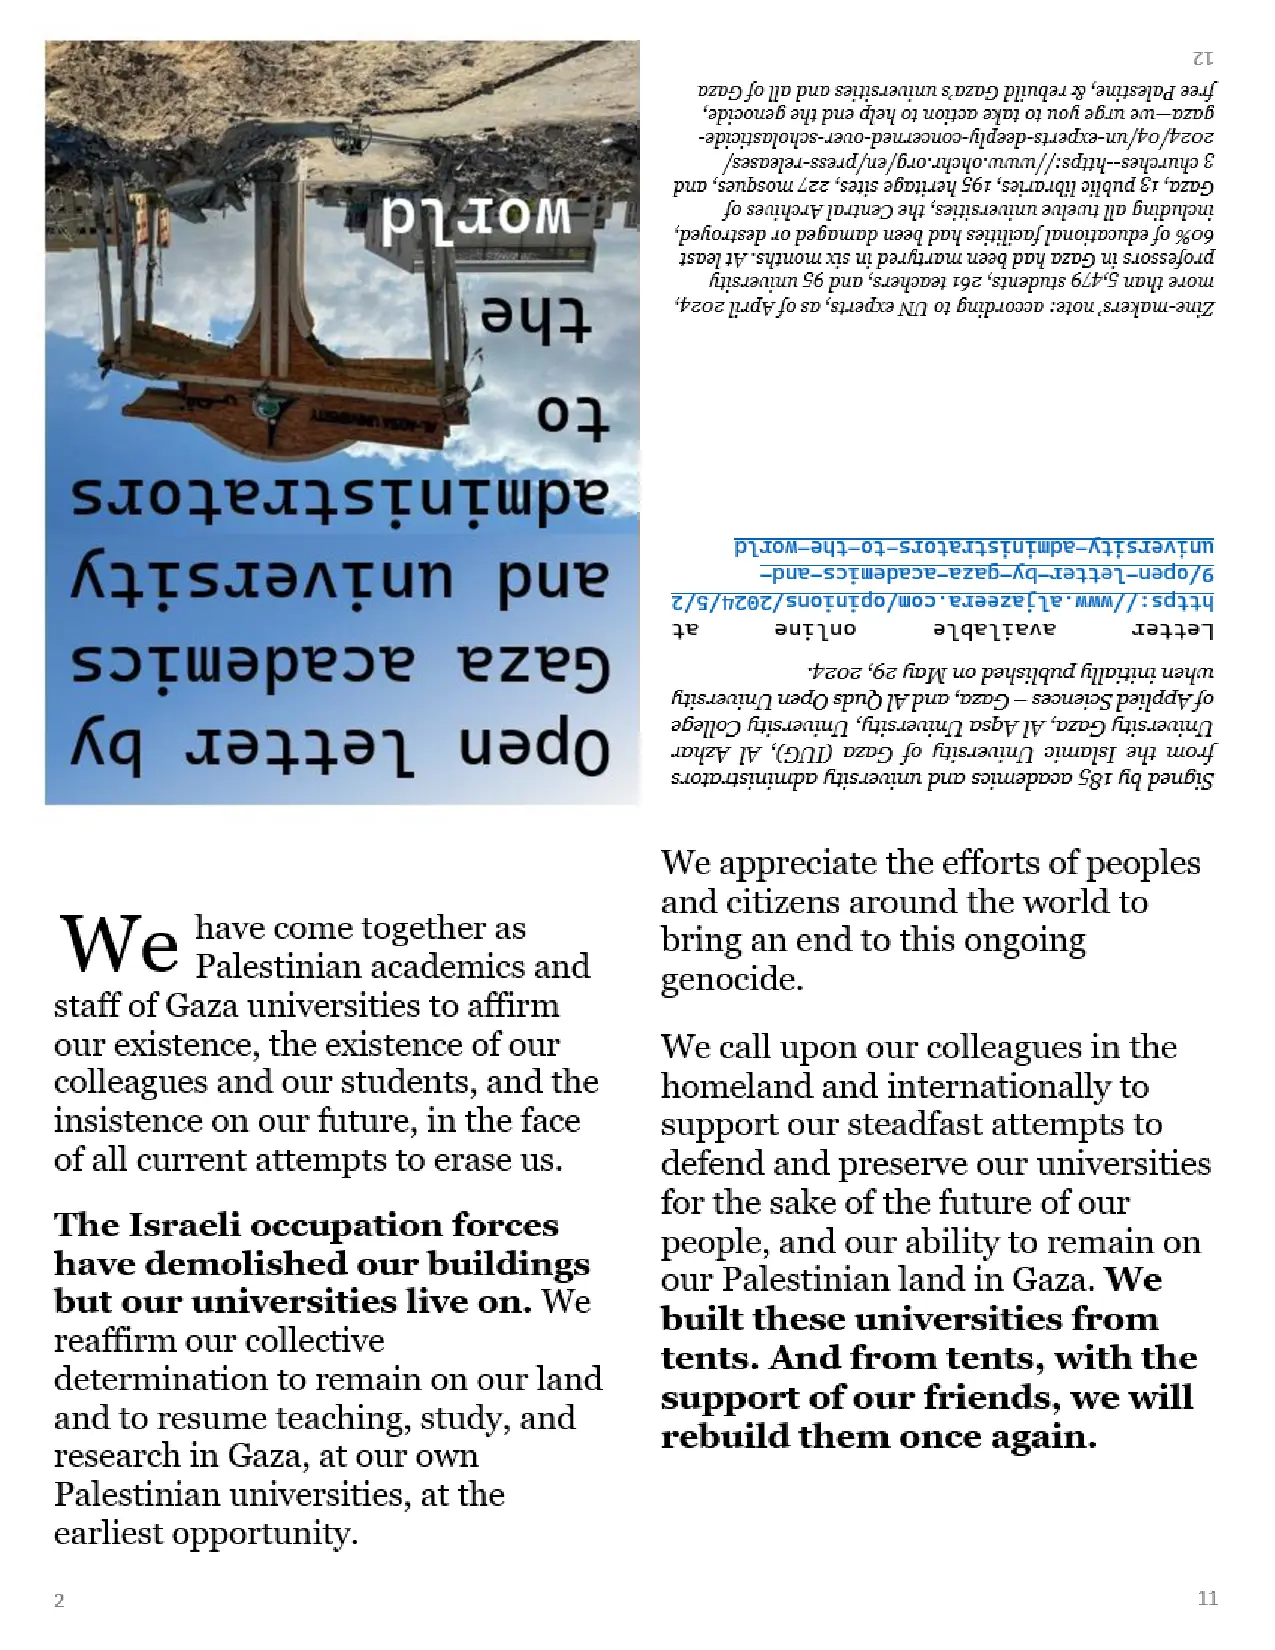 Open letter by
Gaza academics
and university
administrators
to
the
world
AL-AQSA UNIVERSITY
Signed by 185 academics and university administrators
from the Islamic University of Gaza (IUG), Al Azhar
University Gaza, Al Aqsa University, University College
of Applied Sciences – Gaza, and Al Quds Open University
when initially published on May 29, 2024.
Letter available online at
https://www.aljazeera.com/opinions/2024/5/2
9/open-letter-by-gaza-academics-and-
university-administrators-to-the-world
Zine-makers' note: according to UN experts, as of April 2024,
more than 5,479 students, 261 teachers, and 95 university
professors in Gaza had been martyred in six months. At least
60% of educational facilities had been damaged or destroyed,
including all twelve universities, the Central Archives of
Gaza, 13 public libraries, 195 heritage sites, 227 mosques, and
3 churches--https://www.ohchr.org/en/press-releases/
2024/04/un-experts-deeply-concerned-over-scholasticide-
gaza—we urge you to take action to help end the genocide,
free Palestine, & rebuild Gaza's universities and all of Gaza
12
We have come together as
Palestinian academics and
staff of Gaza universities to affirm
our existence, the existence of our
colleagues and our students, and the
insistence on our future, in the face
of all current attempts to erase us.
The Israeli occupation forces
have demolished our buildings
but our universities live on. We
reaffirm our collective
determination to remain on our land
and to resume teaching, study, and
research in Gaza, at our own
Palestinian universities, at the
earliest opportunity.
2
We appreciate the efforts of peoples
and citizens around the world to
bring an end to this ongoing
genocide.
We call upon our colleagues in the
homeland and internationally to
support our steadfast attempts to
defend and preserve our universities
for the sake of the future of our
people, and our ability to remain on
our Palestinian land in Gaza. We
built these universities from
tents. And from tents, with the
support of our friends, we will
rebuild them once again.
11